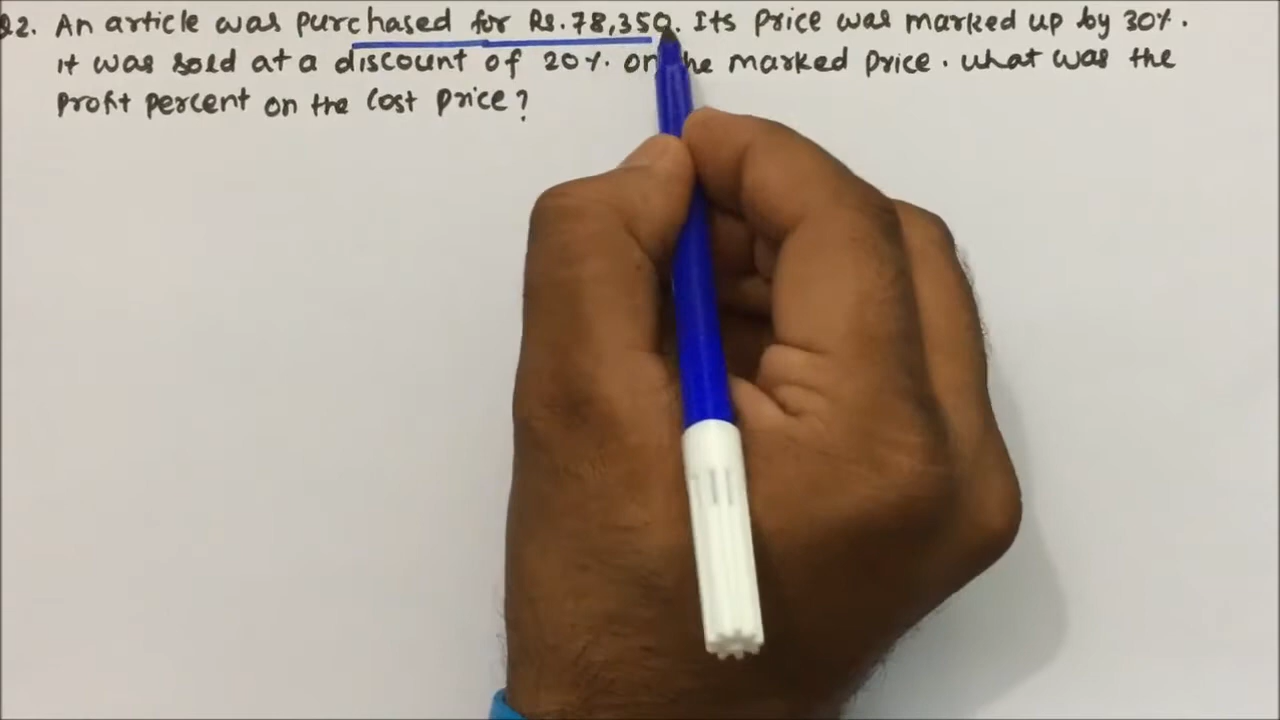 Q2. An article was purchased for Rs.78,350. Its price was marked up by 30%.
it was sold at a discount of 20% on the marked price. what was the
profit percent on the cost price?